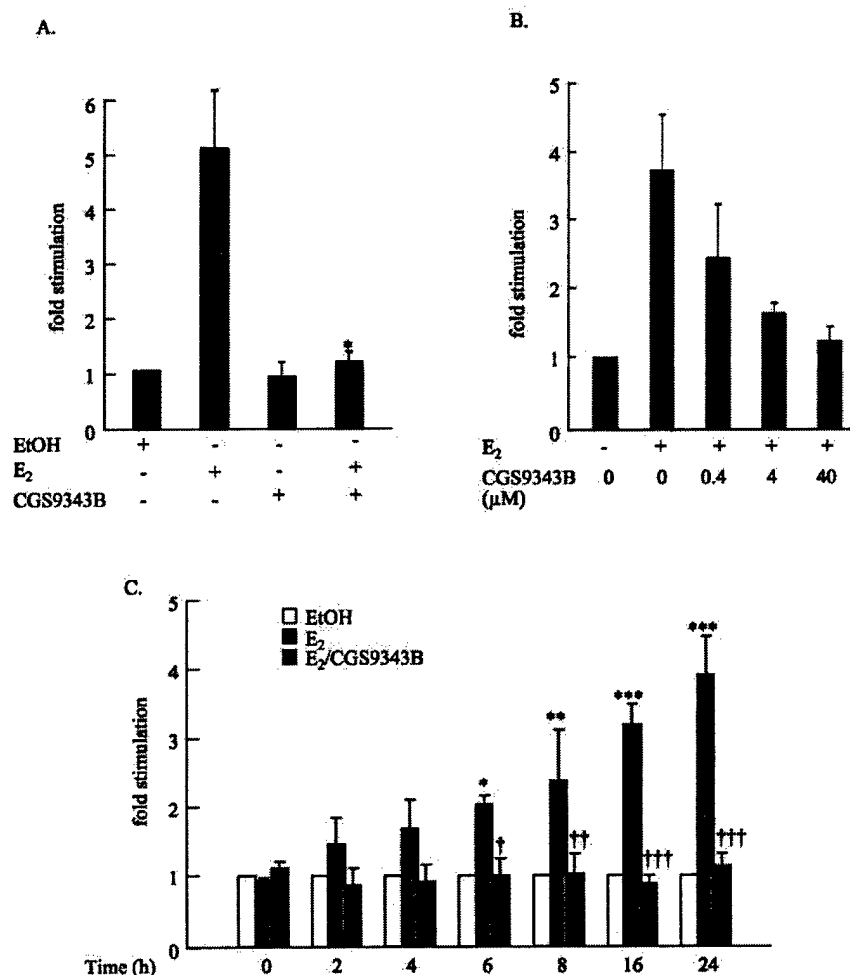 A.
6
5
4
3
2
1
0
fold stimulation
*
EtOH + - - -
E₂ - + - +
CGS9343B - - + +
B.
5
4
3
2
1
0
fold stimulation
E₂ - + + + +
CGS9343B 0 0 0.4 4 40
(µM)
C.
5
4
3
2
1
0
fold stimulation
EtOH
E₂
E₂/CGS9343B
* ** *** ***
† †† ††† †††
Time (h) 0 2 4 6 8 16 24